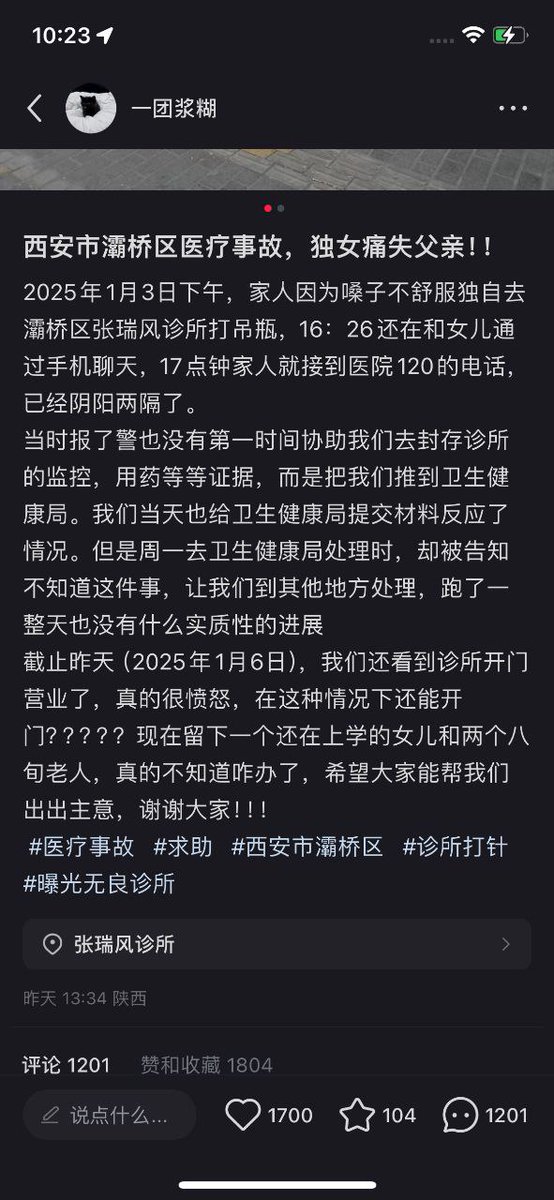 10:23
一团浆糊
西安市灞桥区医疗事故，独女痛失父亲！！
2025年1月3日下午，家人因为嗓子不舒服独自去
灞桥区张瑞风诊所打吊瓶，16：26还在和女儿通
过手机聊天，17点钟家人就接到医院120的电话，
已经阴阳两隔了。
当时报了警也没有第一时间协助我们去封存诊所
的监控，用药等等证据，而是把我们推到卫生健
康局。我们当天也给卫生健康局提交材料反应了
情况。但是周一去卫生健康局处理时，却被告知
不知道这件事，让我们到其他地方处理，跑了一
整天也没有什么实质性的进展
截止昨天（2025年1月6日），我们还看到诊所开门
营业了，真的很愤怒，在这种情况下还能开
门？？？？？现在留下一个还在上学的女儿和两个八
旬老人，真的不知道咋办了，希望大家能帮我们
出出主意，谢谢大家！！！
#医疗事故 #求助 #西安市灞桥区 #诊所打针
#曝光无良诊所
张瑞风诊所
昨天 13:34 陕西
评论 1201 赞和收藏 1804
说点什么... 1700 104 1201